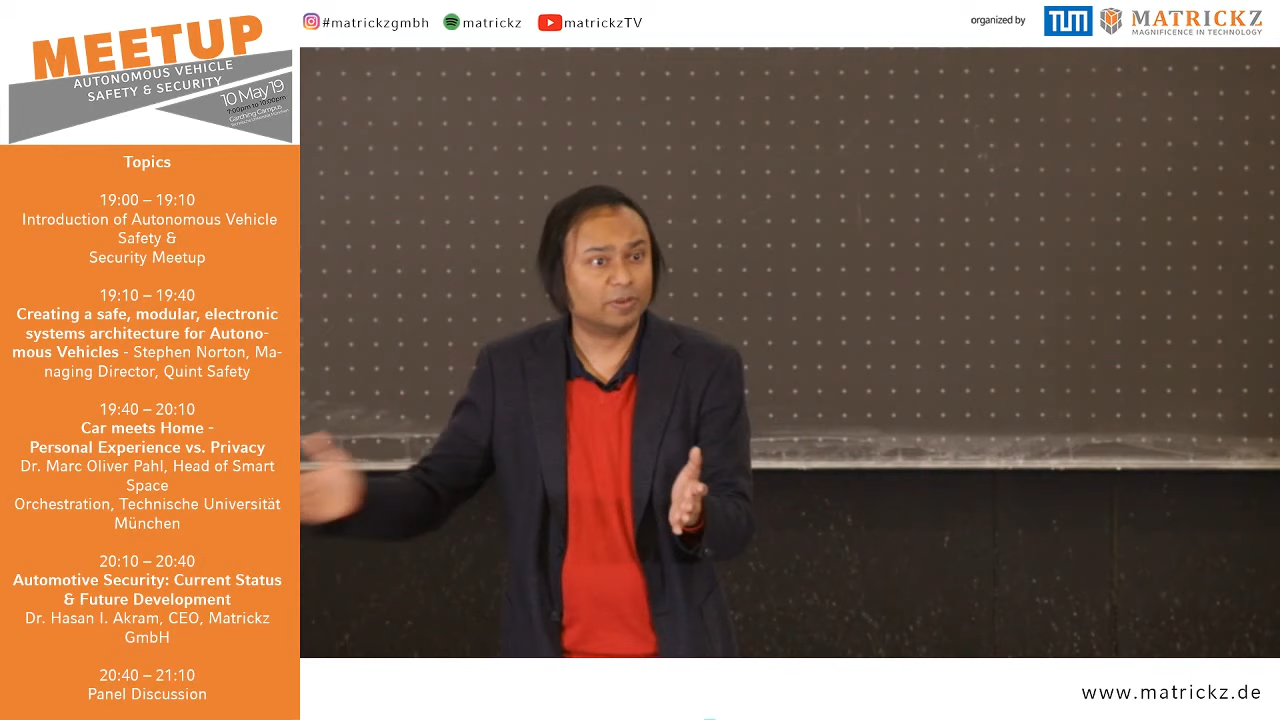 MEETUP
AUTONOMOUS VEHICLE
SAFETY & SECURITY
10 May 19
7:00pm to 10:00pm
Garching Campus
Technische Universität München
#matrickzgmbh
matrickz
matrickzTV
organized by
TUM
MATRICKZ
MAGNIFICENCE IN TECHNOLOGY
Topics
19:00 – 19:10
Introduction of Autonomous Vehicle
Safety &
Security Meetup
19:10 – 19:40
Creating a safe, modular, electronic
systems architecture for Autono-
mous Vehicles - Stephen Norton, Ma-
naging Director, Quint Safety
19:40 – 20:10
Car meets Home -
Personal Experience vs. Privacy
Dr. Marc Oliver Pahl, Head of Smart
Space
Orchestration, Technische Universität
München
20:10 – 20:40
Automotive Security: Current Status
& Future Development
Dr. Hasan I. Akram, CEO, Matrickz
GmbH
20:40 – 21:10
Panel Discussion
www.matrickz.de